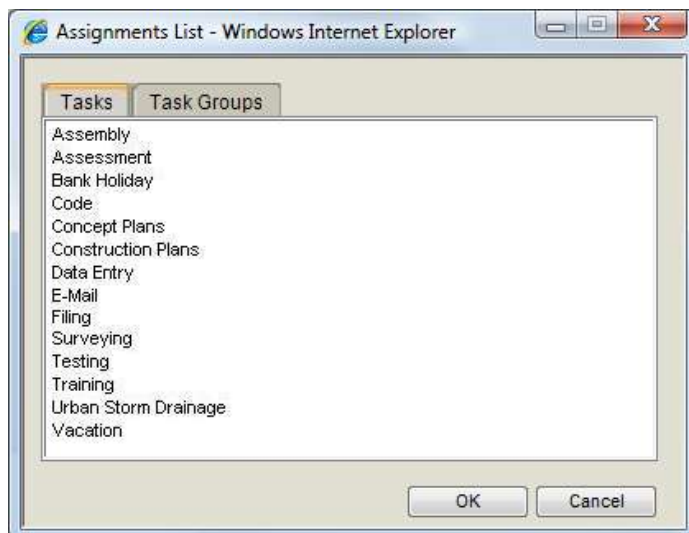 Assignments List - Windows Internet Explorer
Tasks Task Groups
Assembly
Assessment
Bank Holiday
Code
Concept Plans
Construction Plans
Data Entry
E-Mail
Filing
Surveying
Testing
Training
Urban Storm Drainage
Vacation
OK Cancel